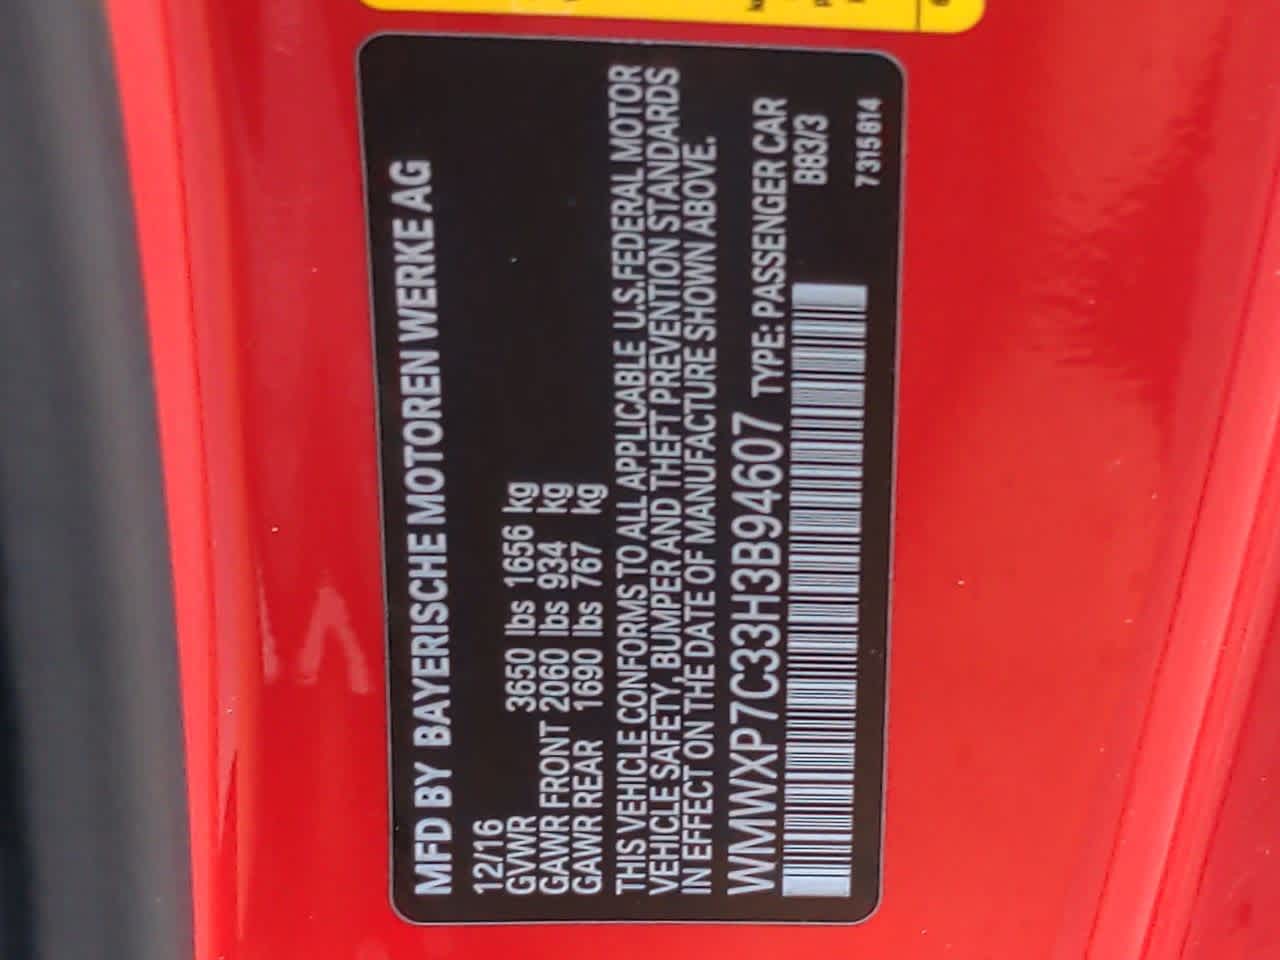 MFD BY BAYERISCHE MOTOREN WERKE AG
12/16
GVWR 3650 lbs 1656 kg
GAWR FRONT 2060 lbs 934 kg
GAWR REAR 1690 lbs 767 kg
THIS VEHICLE CONFORMS TO ALL APPLICABLE U.S.FEDERAL MOTOR
VEHICLE SAFETY, BUMPER AND THEFT PREVENTION STANDARDS
IN EFFECT ON THE DATE OF MANUFACTURE SHOWN ABOVE.
WMWXP7C33H3B94607 TYPE: PASSENGER CAR
B83/3
7315814